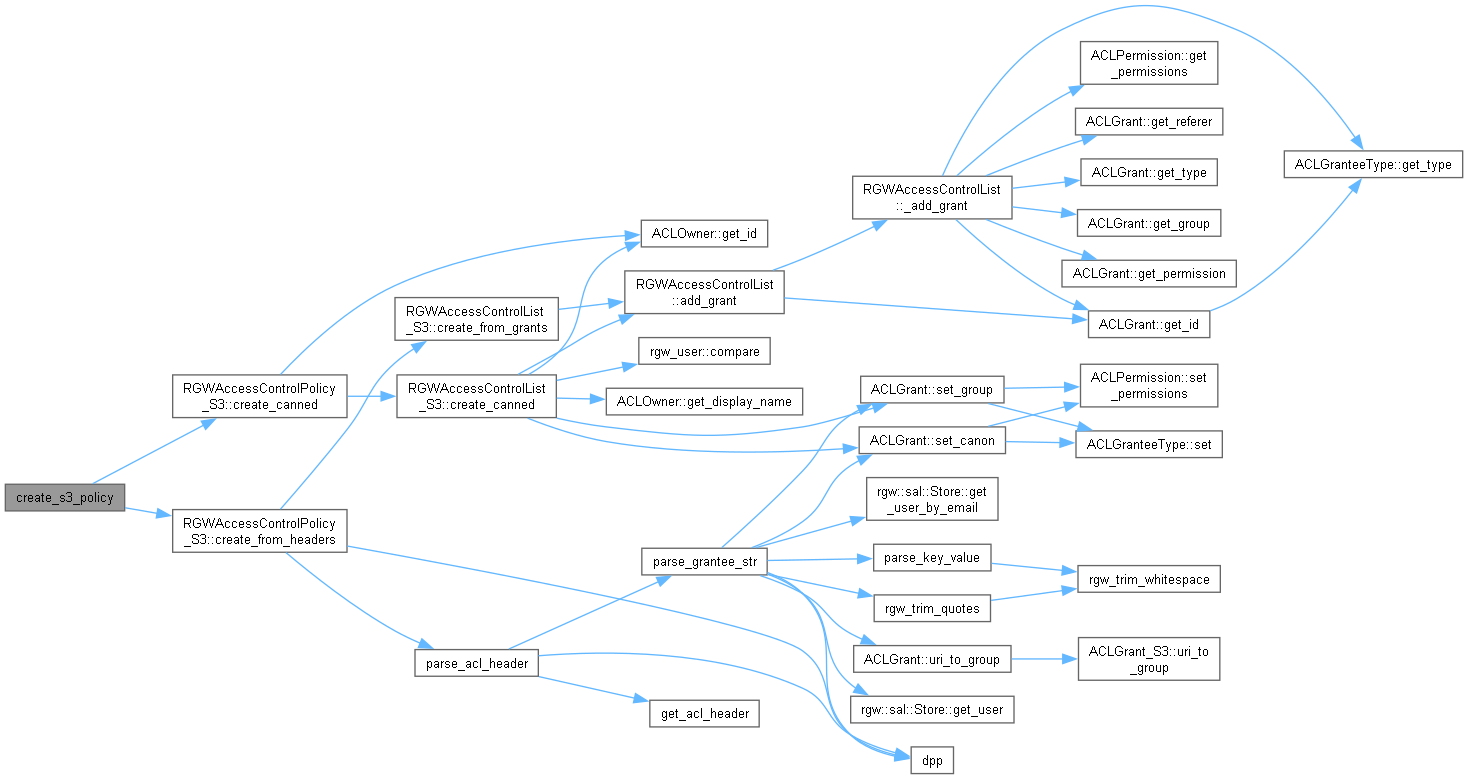 create_s3_policy
RGWAccessControlPolicy
_S3::create_canned
RGWAccessControlPolicy
_S3::create_from_headers
RGWAccessControlList
_S3::create_from_grants
RGWAccessControlList
_S3::create_canned
parse_acl_header
ACLOwner::get_id
RGWAccessControlList
::add_grant
rgw_user::compare
ACLOwner::get_display_name
parse_grantee_str
get_acl_header
RGWAccessControlList
::_add_grant
ACLGrant::set_group
ACLGrant::set_canon
rgw::sal::Store::get
_user_by_email
parse_key_value
rgw_trim_quotes
ACLGrant::uri_to_group
rgw::sal::Store::get_user
dpp
ACLPermission::get
_permissions
ACLGrant::get_referer
ACLGrant::get_type
ACLGrant::get_group
ACLGrant::get_permission
ACLGrant::get_id
ACLPermission::set
_permissions
ACLGranteeType::set
rgw_trim_whitespace
ACLGrant_S3::uri_to
_group
ACLGranteeType::get_type